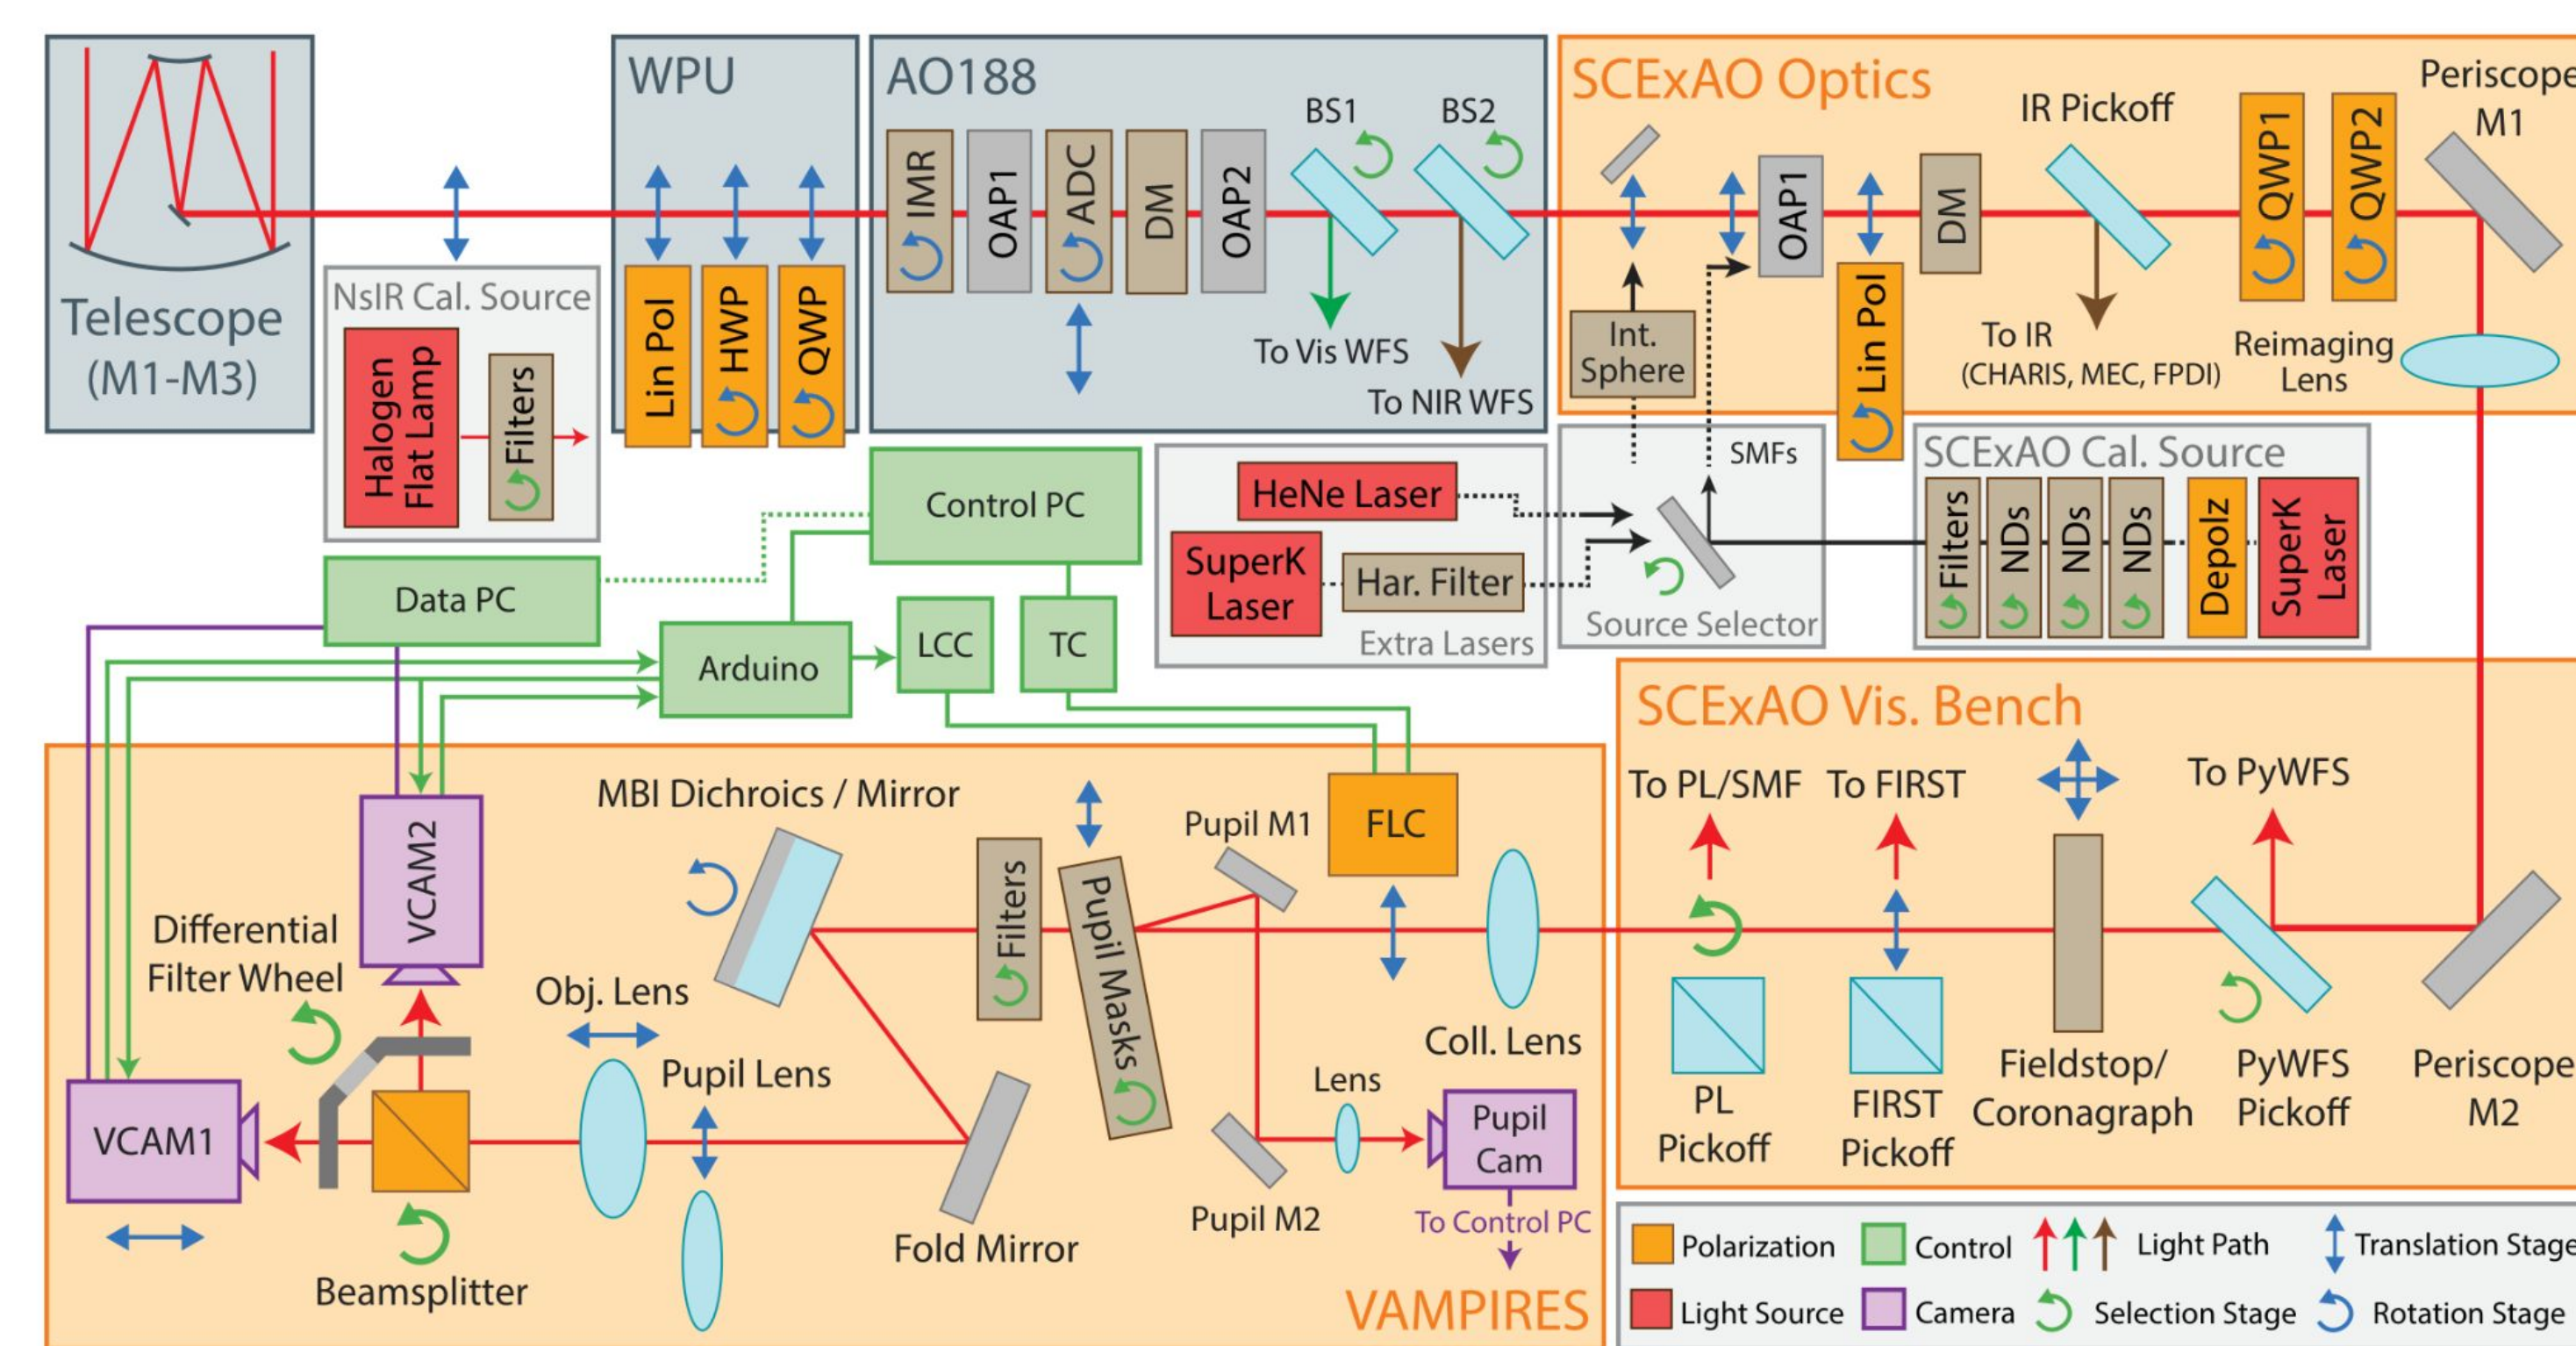 Telescope
(M1-M3)
NsIR Cal. Source
Halogen
Flat Lamp
Filters
WPU
Lin Pol
HWP
QWP
AO188
IMR
OAP1
ADC
DM
OAP2
BS1
BS2
To Vis WFS
To NIR WFS
SCExAO Optics
Int.
Sphere
OAP1
Lin Pol
DM
IR Pickoff
To IR
(CHARIS, MEC, FPDI)
QWP1
QWP2
Periscope
M1
Reimaging
Lens
Control PC
Data PC
Arduino
LCC
TC
HeNe Laser
SuperK
Laser
Har. Filter
Extra Lasers
SMFs
Source Selector
SCExAO Cal. Source
Filters
NDs
NDs
NDs
Depolz
SuperK
Laser
SCExAO Vis. Bench
To PL/SMF
To FIRST
To PyWFS
PL
Pickoff
FIRST
Pickoff
Fieldstop/
Coronagraph
PyWFS
Pickoff
Periscope
M2
VCAM2
MBI Dichroics / Mirror
Filters
Pupil Masks
Pupil M1
FLC
Differential
Filter Wheel
Obj. Lens
Pupil Lens
Coll. Lens
Lens
VCAM1
Pupil
Cam
Beamsplitter
Fold Mirror
Pupil M2
To Control PC
VAMPIRES
Polarization
Control
Light Path
Translation Stage
Light Source
Camera
Selection Stage
Rotation Stage